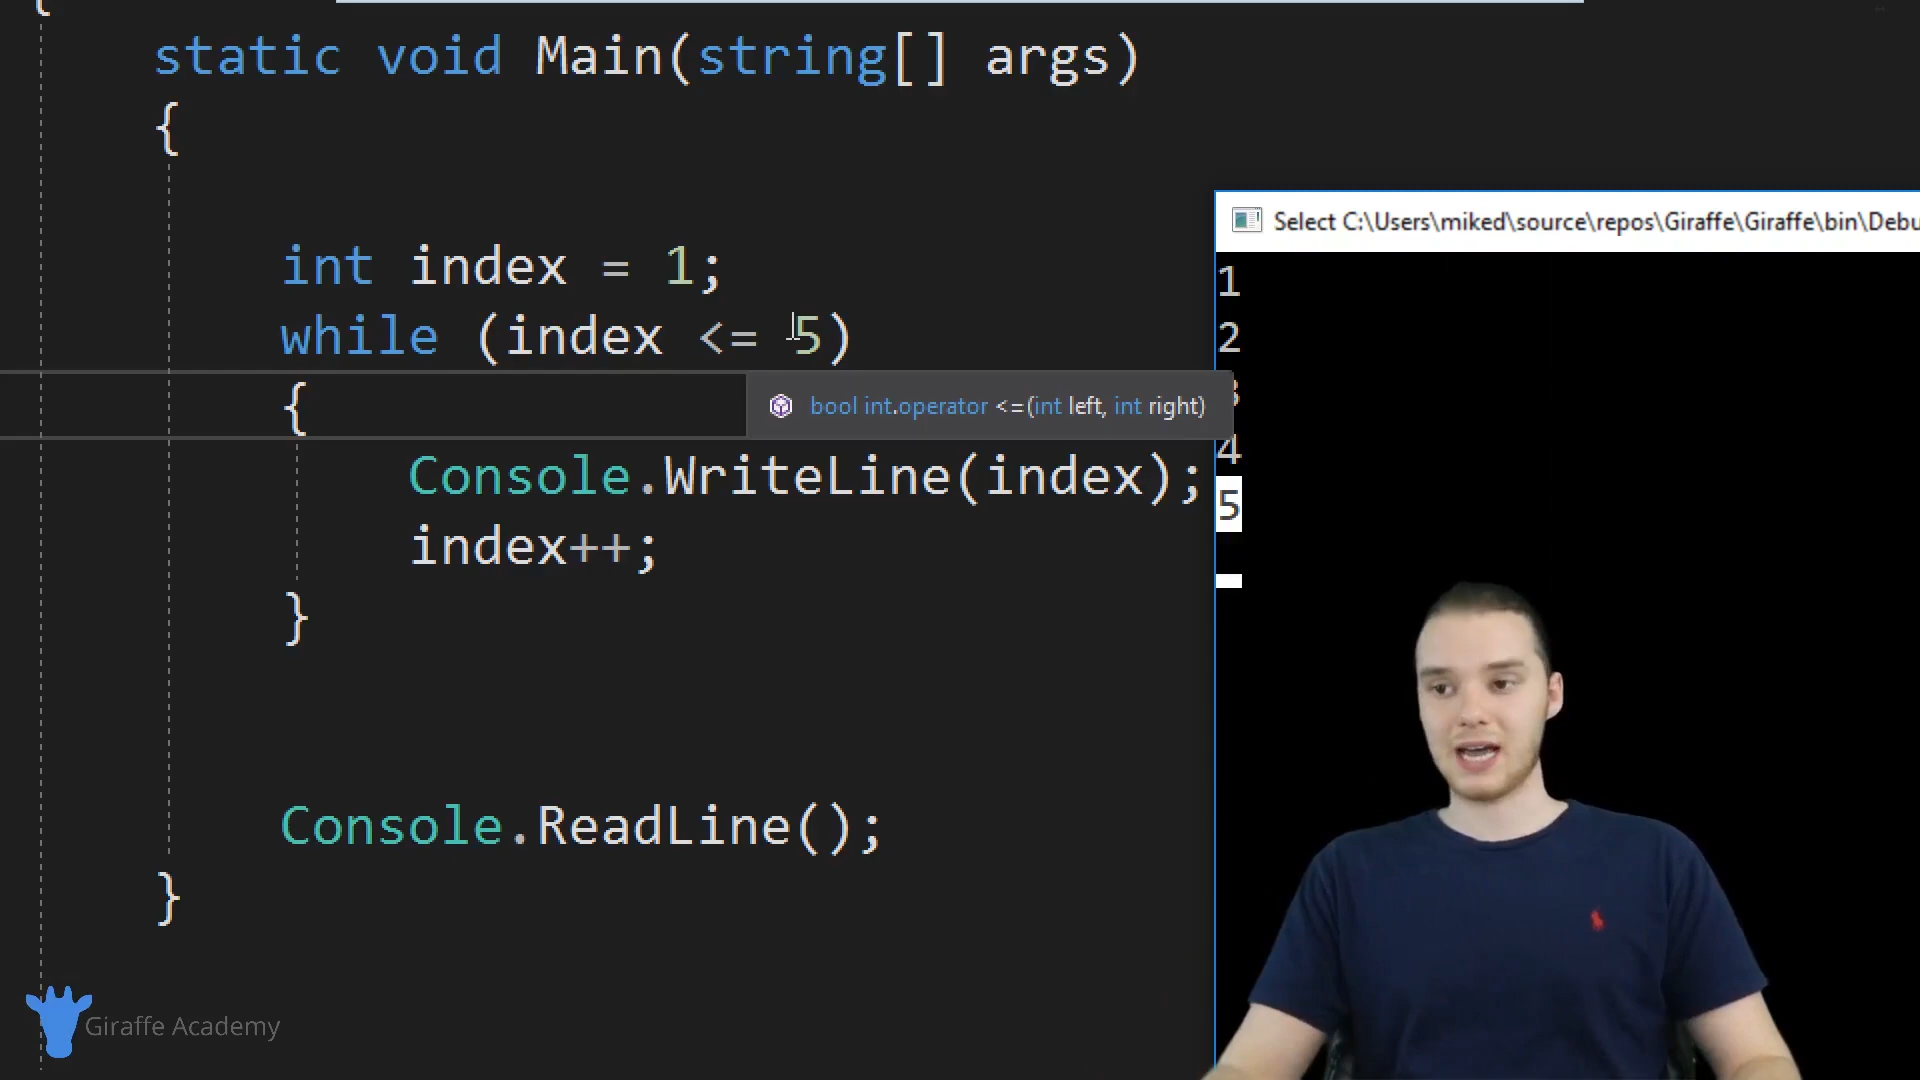 {
static void Main(string[] args)
{
int index = 1;
while (index <= 5)
{
bool int.operator <=(int left, int right)
Console.WriteLine(index);
index++;
}
Console.ReadLine();
}
Select C:\Users\miked\source\repos\Giraffe\Giraffe\bin\Debu
1
2
4
5
Giraffe Academy